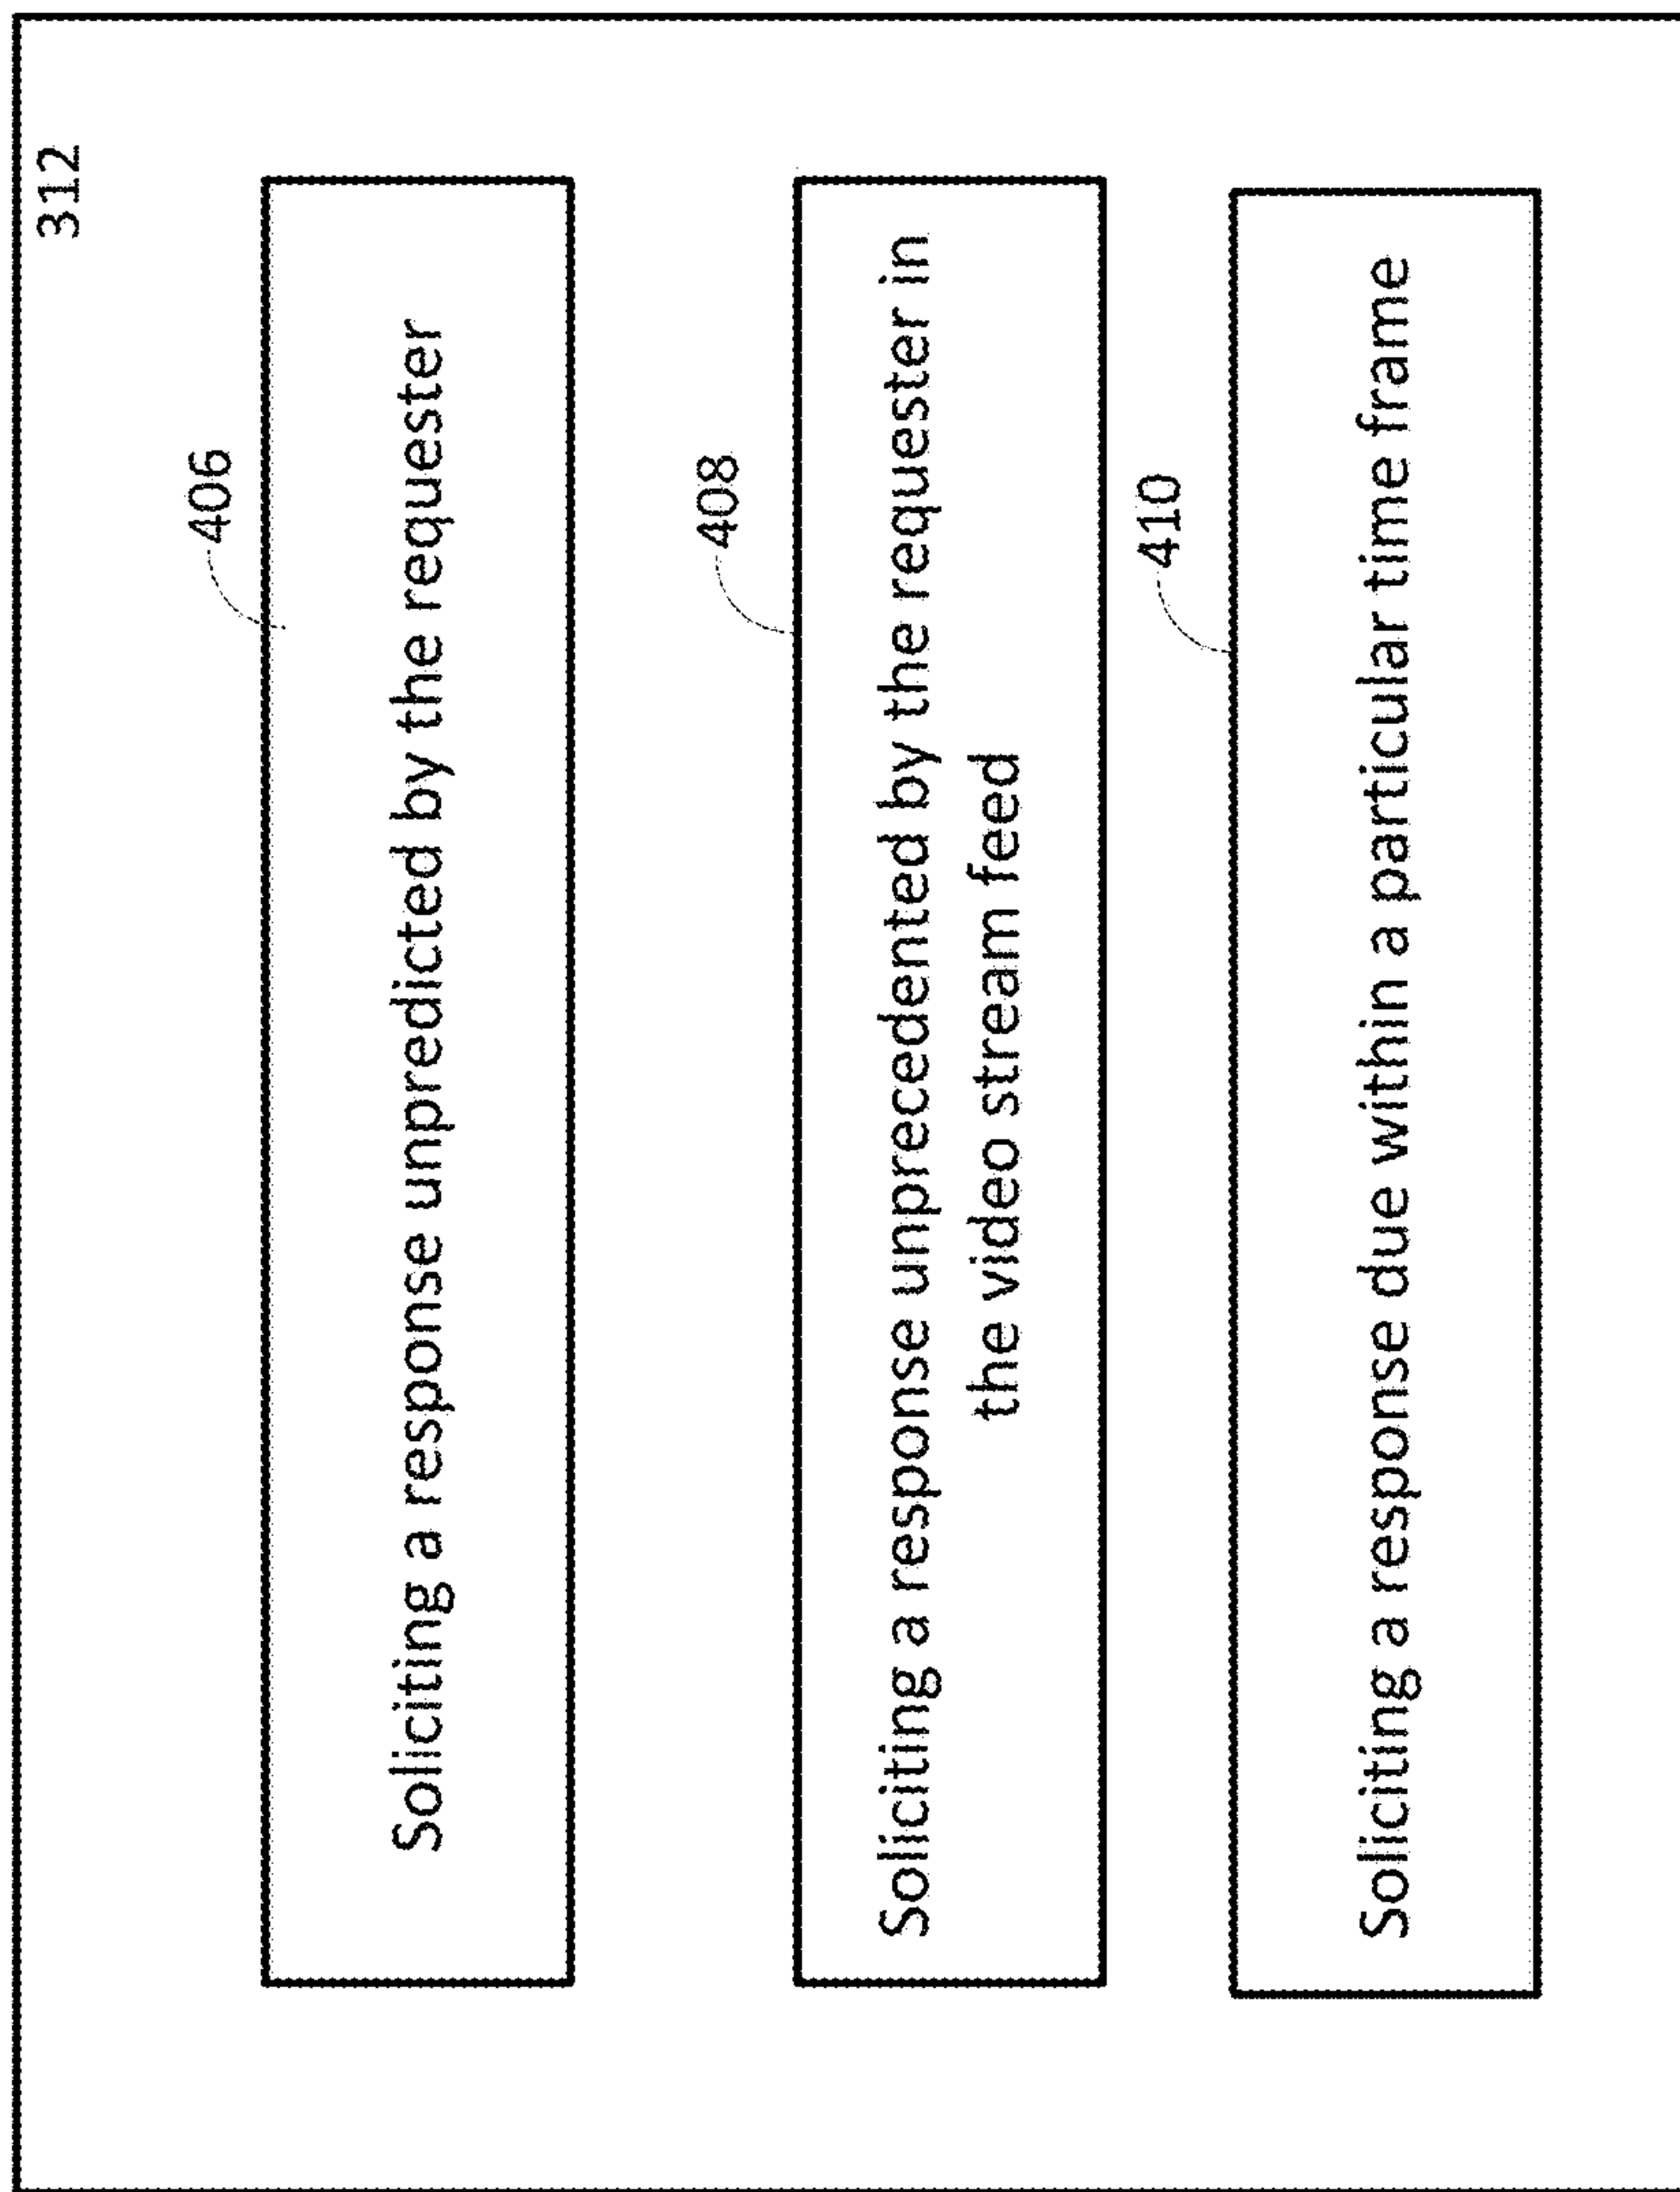 312
406
Soliciting a response unpredicted by the requester
408
Soliciting a response unprecedented by the requester in
the video stream feed
410
Soliciting a response due within a particular time frame